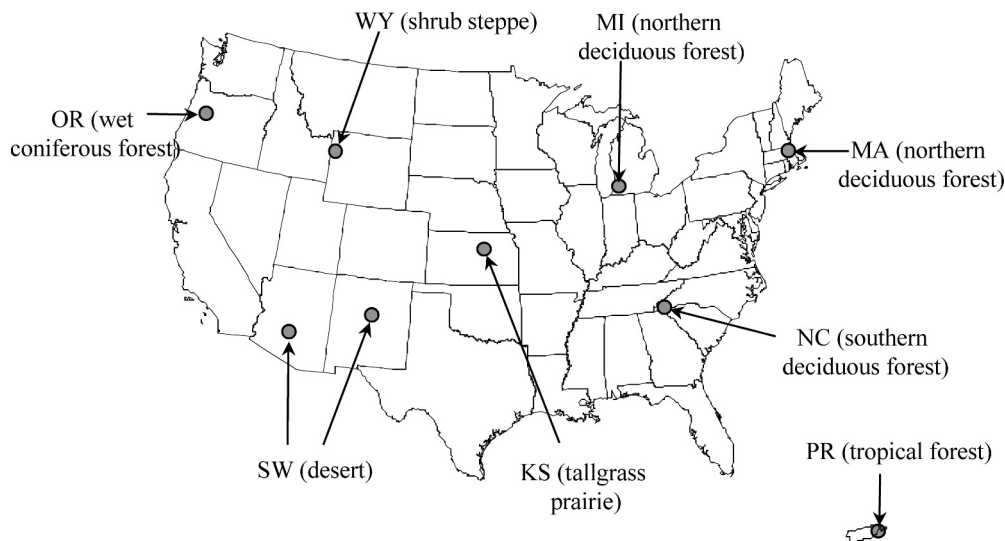 WY (shrub steppe)
MI (northern
deciduous forest)
OR (wet
coniferous forest)
MA (northern
deciduous forest)
NC (southern
deciduous forest)
SW (desert)
KS (tallgrass
prairie)
PR (tropical forest)